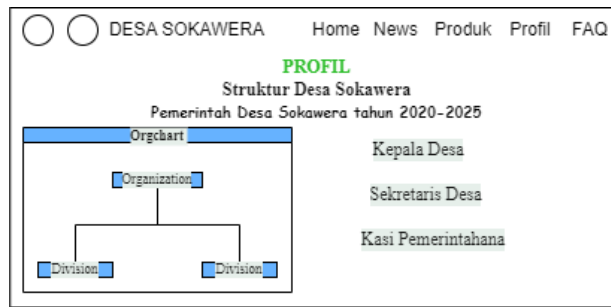 DESA SOKAWERA Home News Produk Profil FAQ
PROFIL
Struktur Desa Sokawera
Pemerintah Desa Sokawera tahun 2020-2025
Orgchart
Organization
Division Division
Kepala Desa
Sekretaris Desa
Kasi Pemerintahana